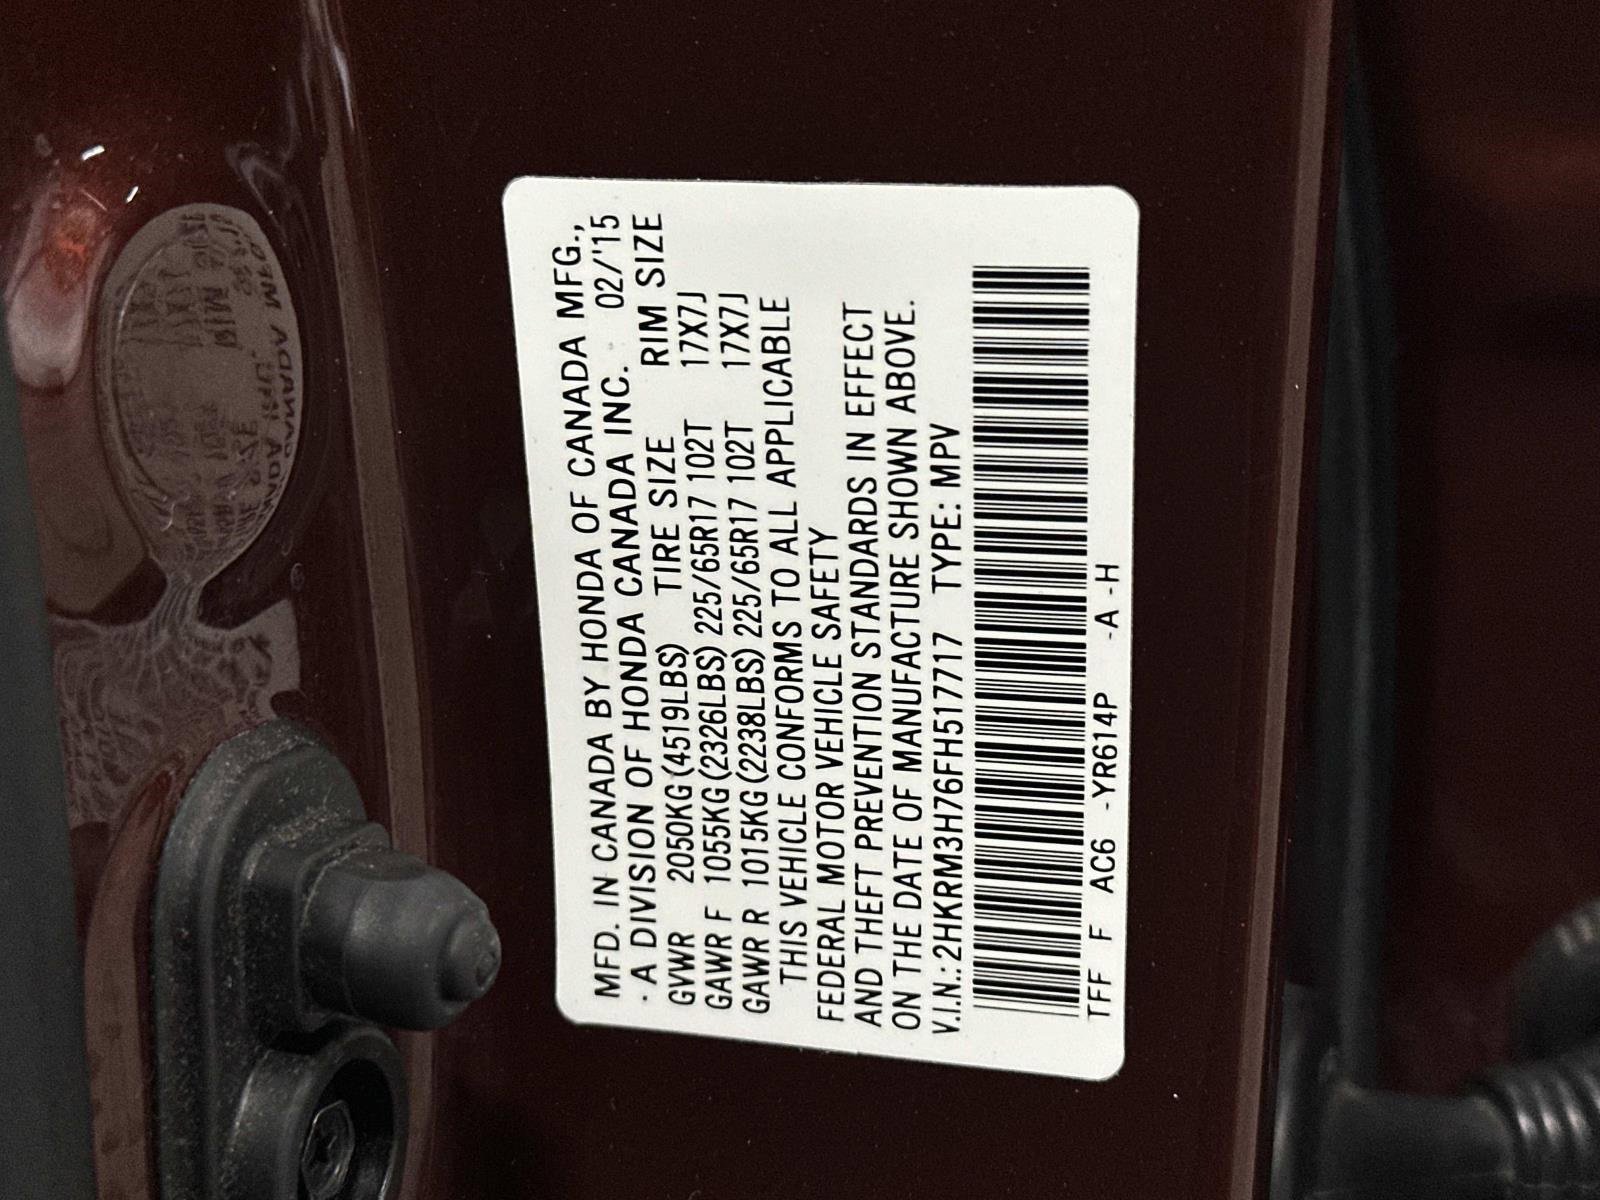 MFD. IN CANADA BY HONDA OF CANADA MFG.,
· A DIVISION OF HONDA CANADA INC. 02/'15
TIRE SIZE RIM SIZE
GVWR 2050KG(4519LBS)
GAWR F 1055KG(2326LBS) 225/65R17 102T 17X7J
GAWR R 1015KG(2238LBS) 225/65R17 102T 17X7J
THIS VEHICLE CONFORMS TO ALL APPLICABLE
FEDERAL MOTOR VEHICLE SAFETY
AND THEFT PREVENTION STANDARDS IN EFFECT
ON THE DATE OF MANUFACTURE SHOWN ABOVE.
V.I.N.:2HKRM3H76FH517717 TYPE: MPV
TFF F AC6 -YR614P -A -H